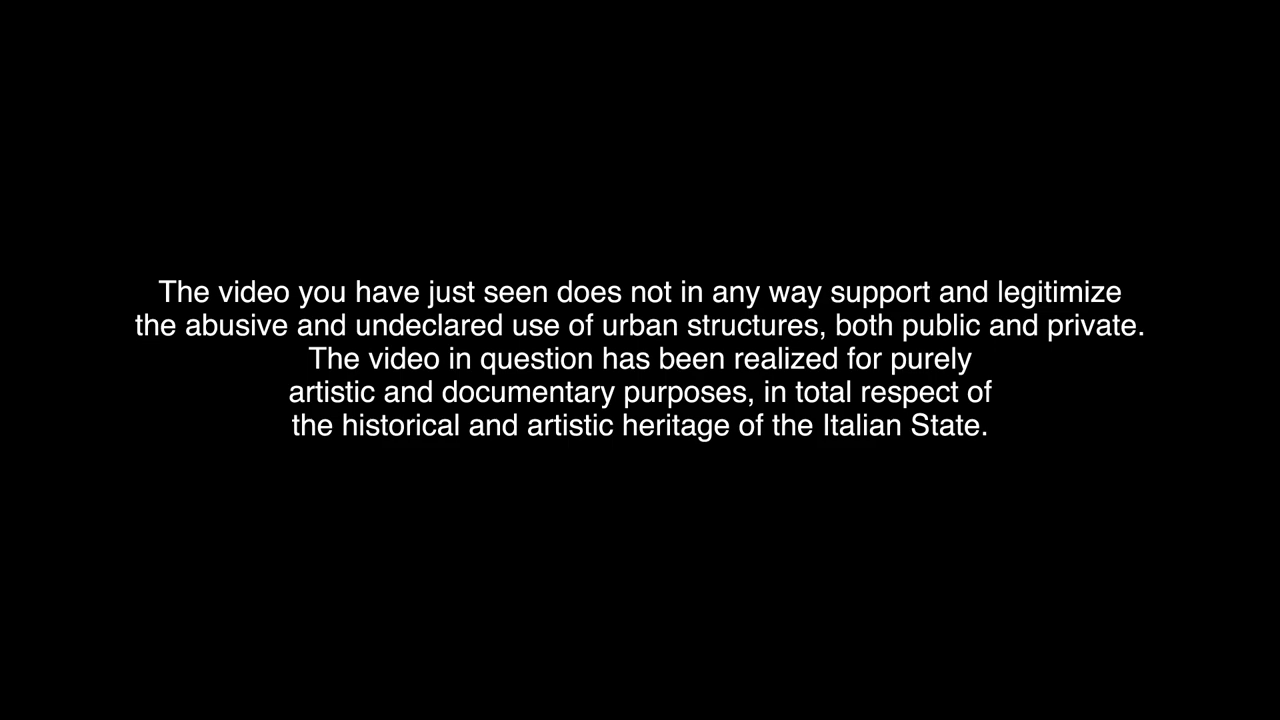 The video you have just seen does not in any way support and legitimize
the abusive and undeclared use of urban structures, both public and private.
The video in question has been realized for purely
artistic and documentary purposes, in total respect of
the historical and artistic heritage of the Italian State.